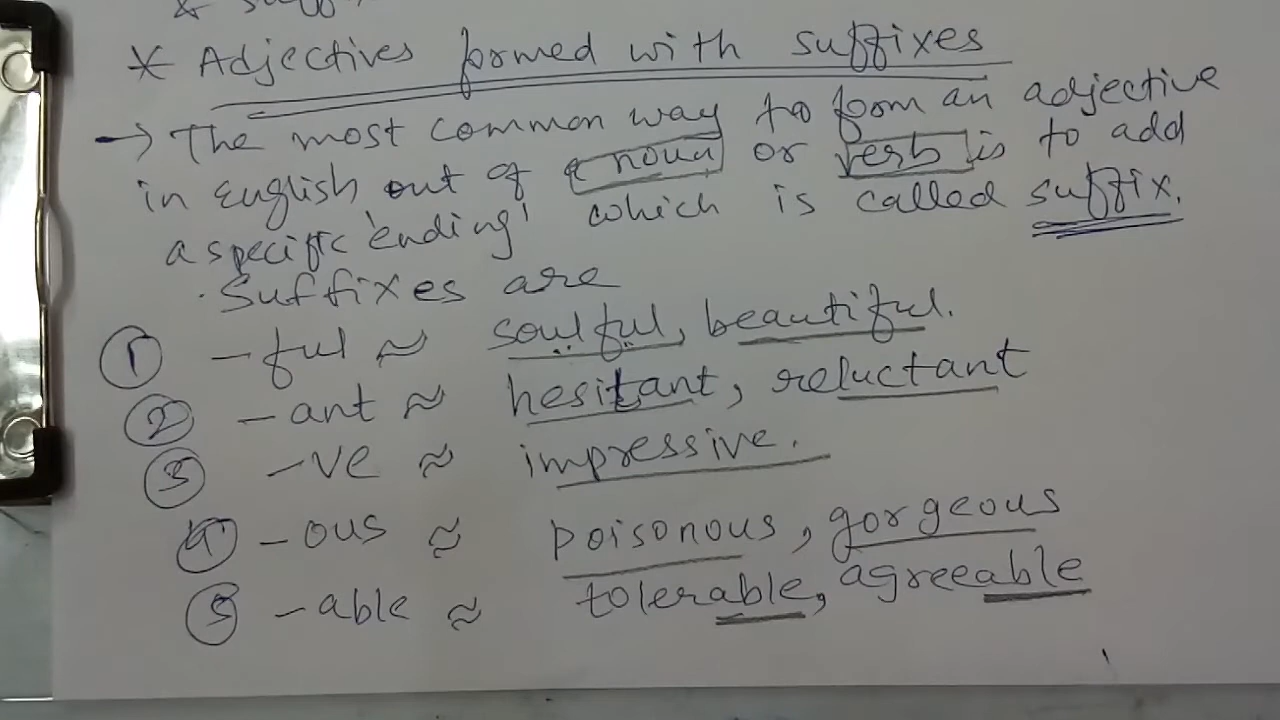 & suffi
* Adjectives formed with suffixes
→ The most common way to form an adjective
in English out of a noun or verb is to add
a specific 'ending' which is called suffix.
. Suffixes are
① -ful ≈ soulful, beautiful.
② -ant ≈ hesitant, reluctant
③ -ve ≈ impressive.
④ -ous ≈ poisonous, gorgeous
⑤ -able ≈ tolerable, agreeable